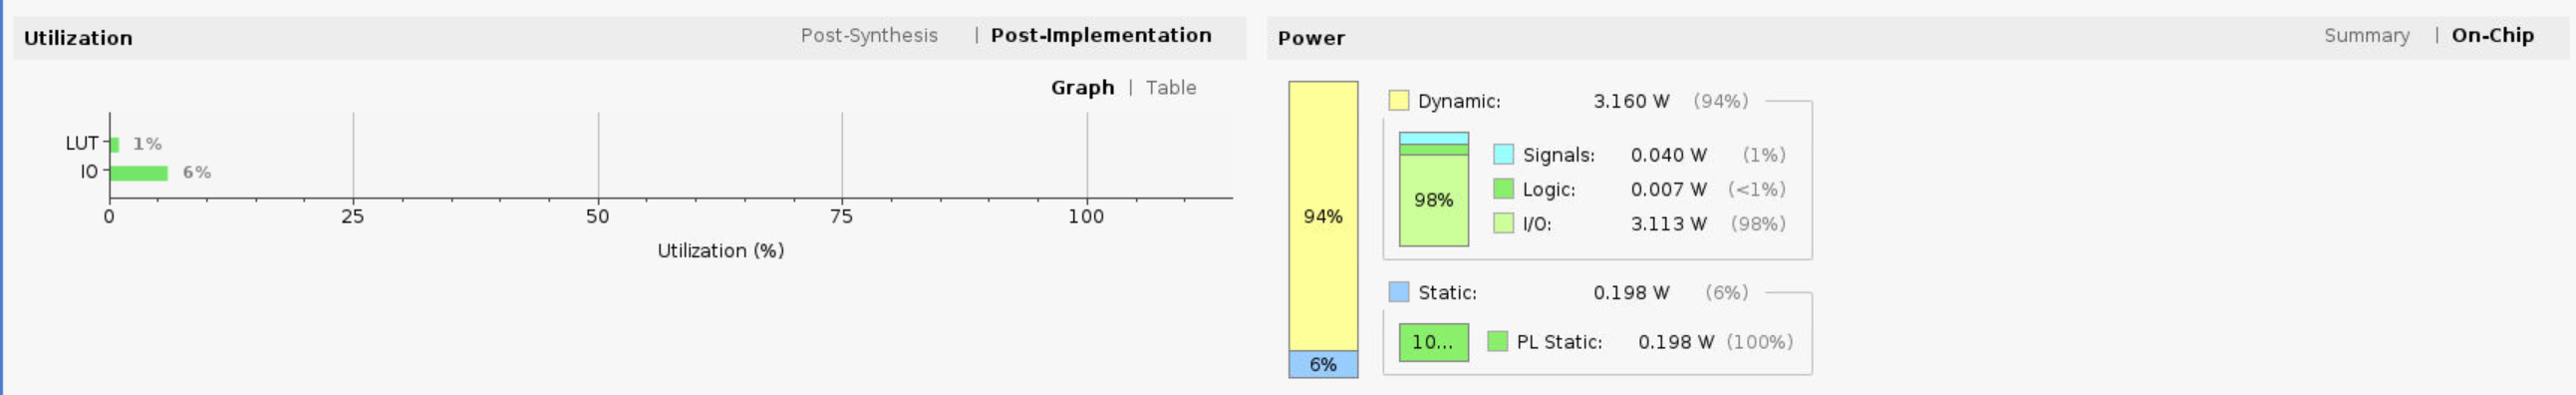 Utilization
Post-Synthesis | Post-Implementation
Graph | Table
LUT 1%
IO 6%
0 25 50 75 100
Utilization (%)
Power
Summary | On-Chip
94%
6%
Dynamic: 3.160 W (94%)
98%
Signals: 0.040 W (1%)
Logic: 0.007 W (<1%)
I/O: 3.113 W (98%)
Static: 0.198 W (6%)
10...
PL Static: 0.198 W (100%)